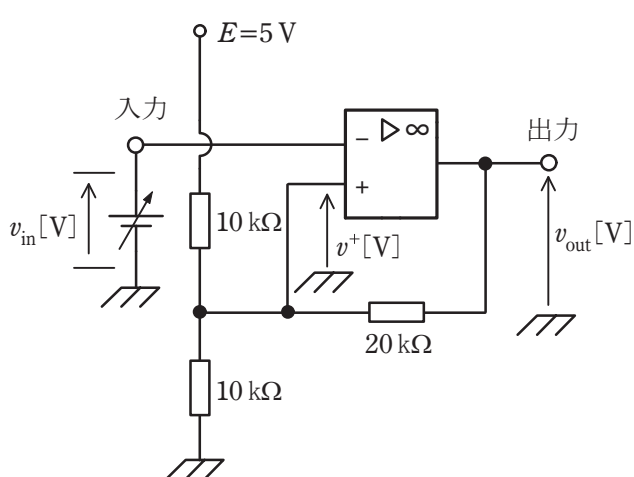 E=5 V
入力
− ▷ ∞
+
出力
v_in[V]
10 kΩ
v⁺[V]
v_out[V]
20 kΩ
10 kΩ